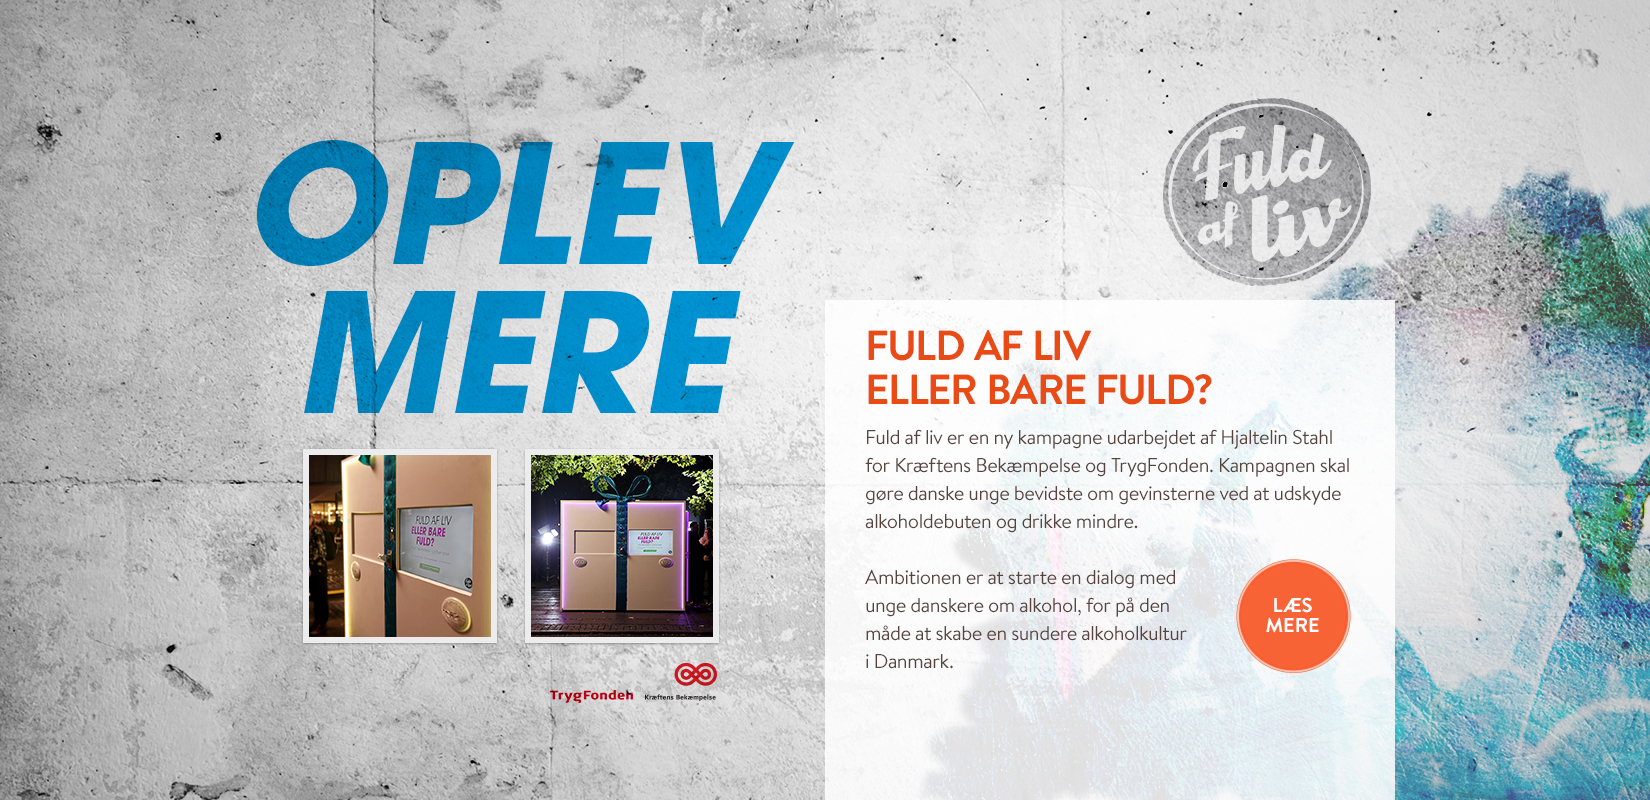 OPLEV
MERE
Fuld
af liv
FULD AF LIV
ELLER BARE FULD?
Fuld af liv er en ny kampagne udarbejdet af Hjaltelin Stahl
for Kræftens Bekæmpelse og TrygFonden. Kampagnen skal
gøre danske unge bevidste om gevinsterne ved at udskyde
alkoholdebuten og drikke mindre.
Ambitionen er at starte en dialog med
unge danskere om alkohol, for på den
måde at skabe en sundere alkoholkultur
i Danmark.
LÆS
MERE
FULD AF LIV
ELLER BARE
FULD?
FULD AF LIV
ELLER BARE
FULD?
TrygFonden
Kræftens Bekæmpelse